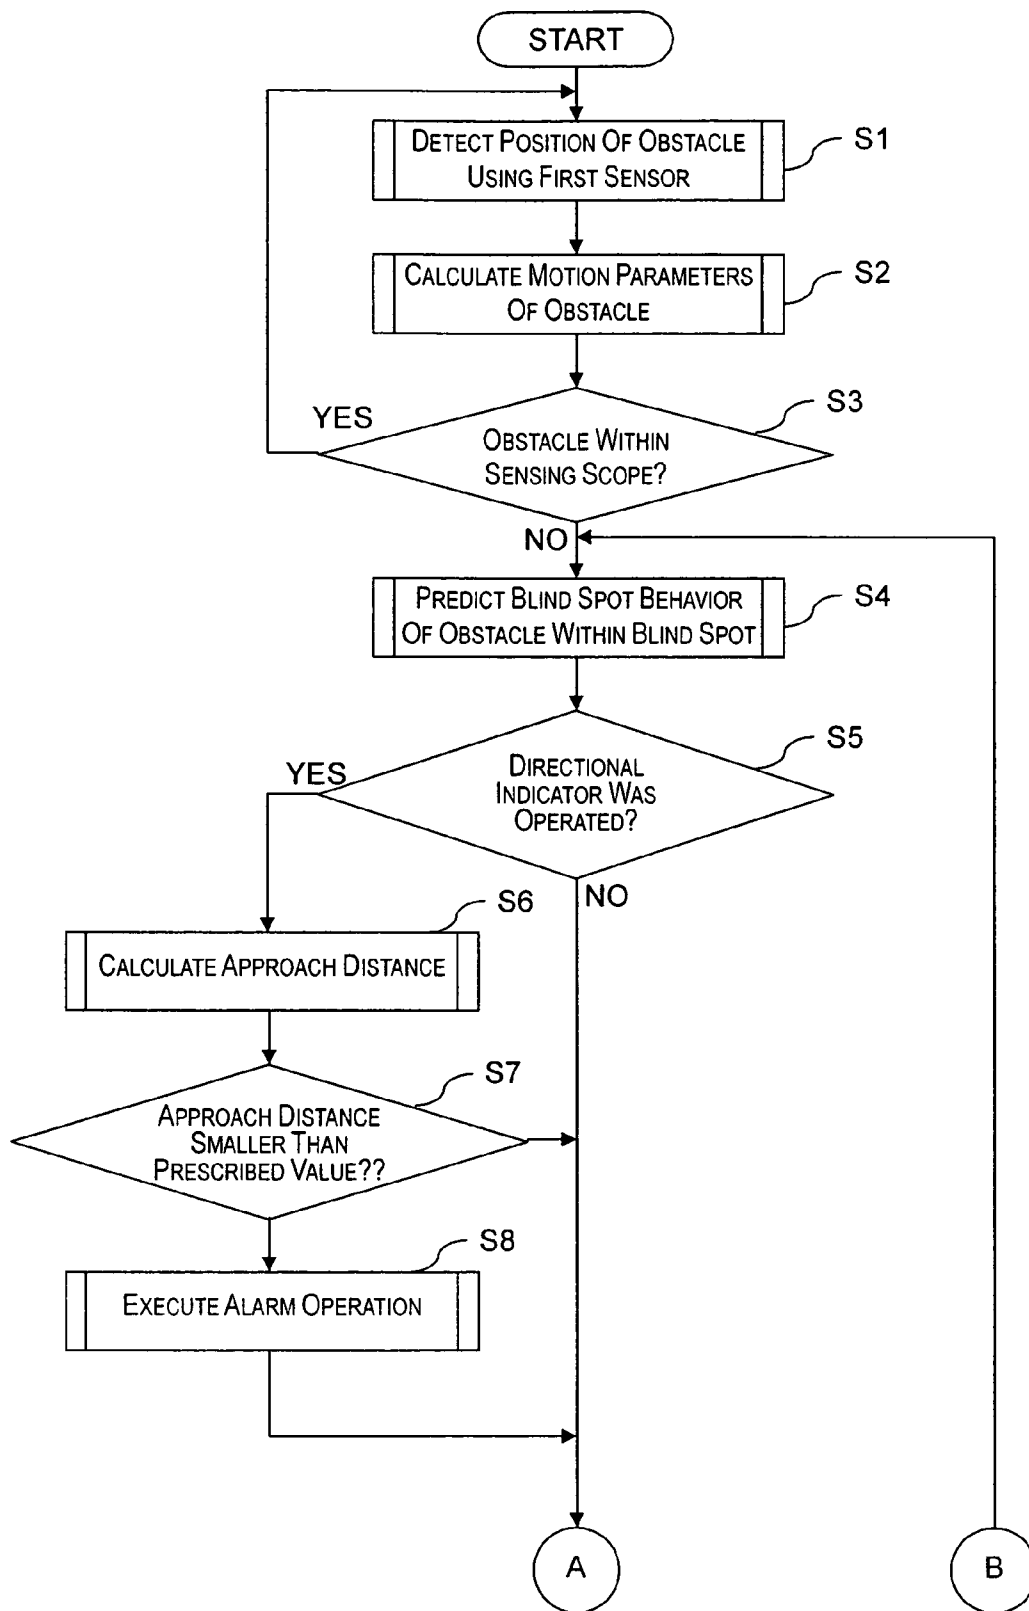 START
DETECT POSITION OF OBSTACLE
USING FIRST SENSOR
S1
CALCULATE MOTION PARAMETERS
OF OBSTACLE
S2
S3
YES
OBSTACLE WITHIN
SENSING SCOPE?
NO
PREDICT BLIND SPOT BEHAVIOR
OF OBSTACLE WITHIN BLIND SPOT
S4
S5
YES
DIRECTIONAL
INDICATOR WAS
OPERATED?
NO
S6
CALCULATE APPROACH DISTANCE
S7
APPROACH DISTANCE
SMALLER THAN
PRESCRIBED VALUE??
S8
EXECUTE ALARM OPERATION
A
B